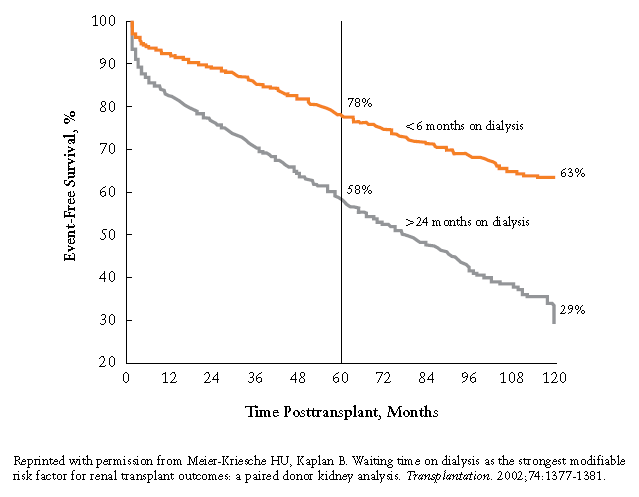 100
90
80
70
60
50
40
30
20
Event-Free Survival, %
78%
<6 months on dialysis
63%
58%
>24 months on dialysis
29%
0 12 24 36 48 60 72 84 96 108 120
Time Posttransplant, Months
Reprinted with permission from Meier-Kriesche HU, Kaplan B. Waiting time on dialysis as the strongest modifiable
risk factor for renal transplant outcomes: a paired donor kidney analysis. Transplantation. 2002;74:1377-1381.